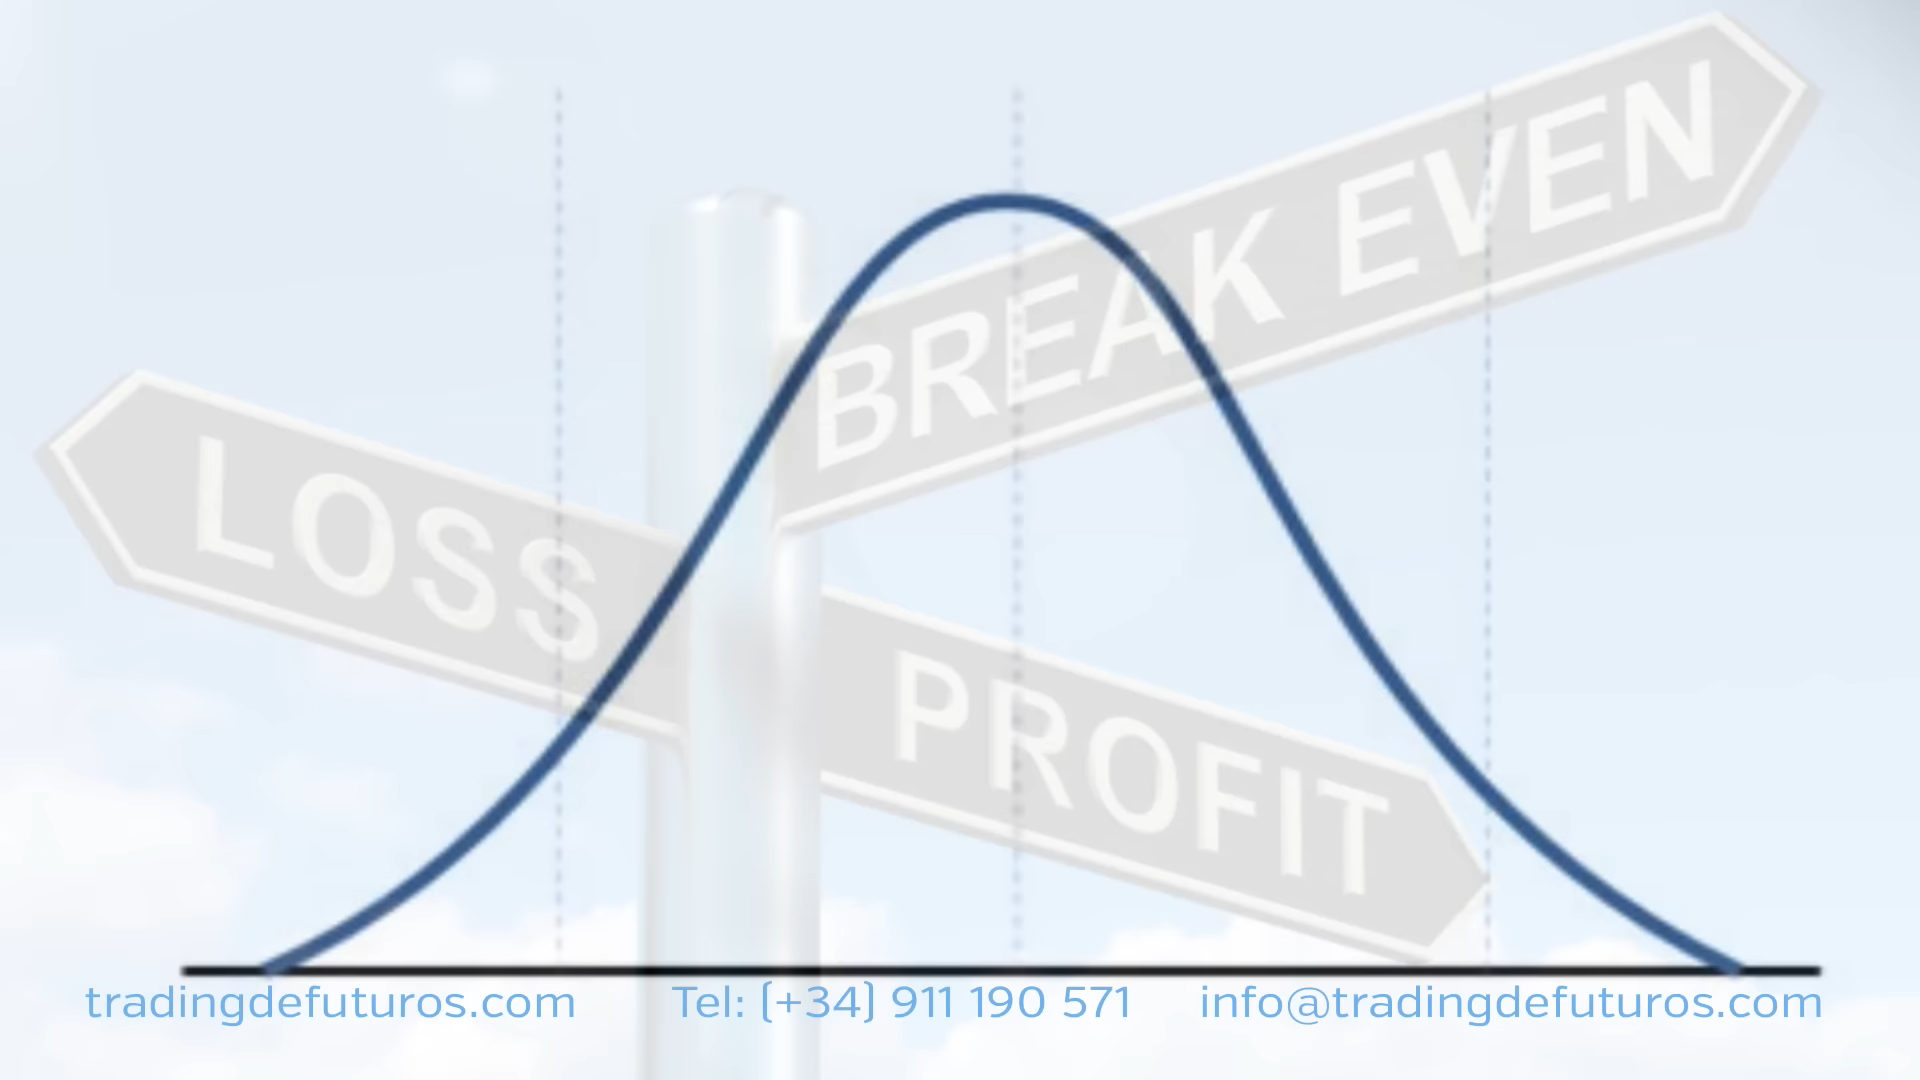 BREAK EVEN
LOSS
PROFIT
tradingdefuturos.com Tel: (+34) 911 190 571 info@tradingdefuturos.com